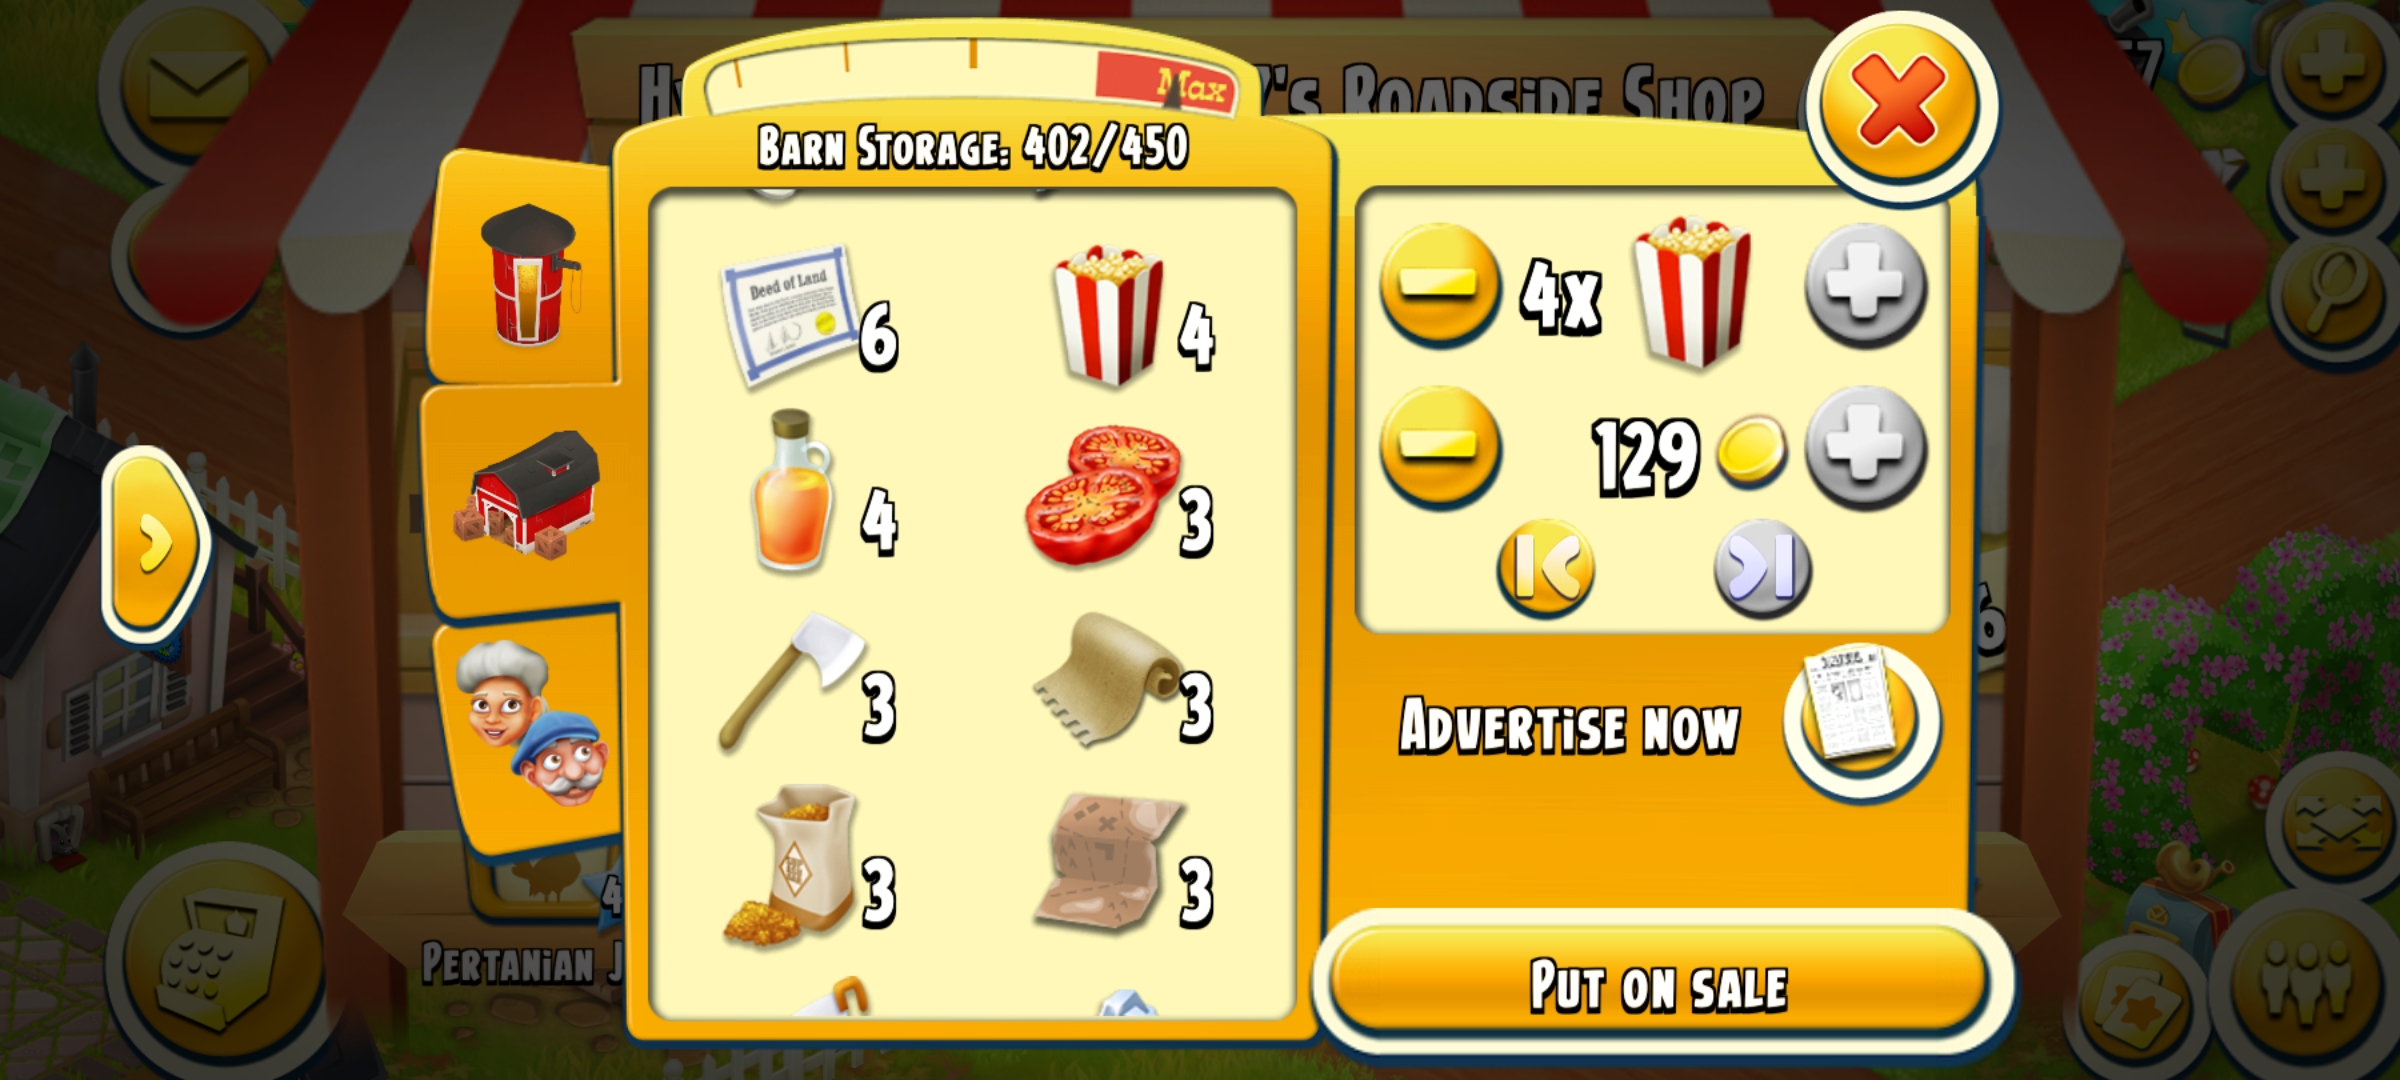 'S ROADSIDE SHOP
Max
BARN STORAGE: 402/450
Deed of Land
6
4
4x
129
4
3
3
3
ADVERTISE NOW
3
3
PERTANIAN J
PUT ON SALE